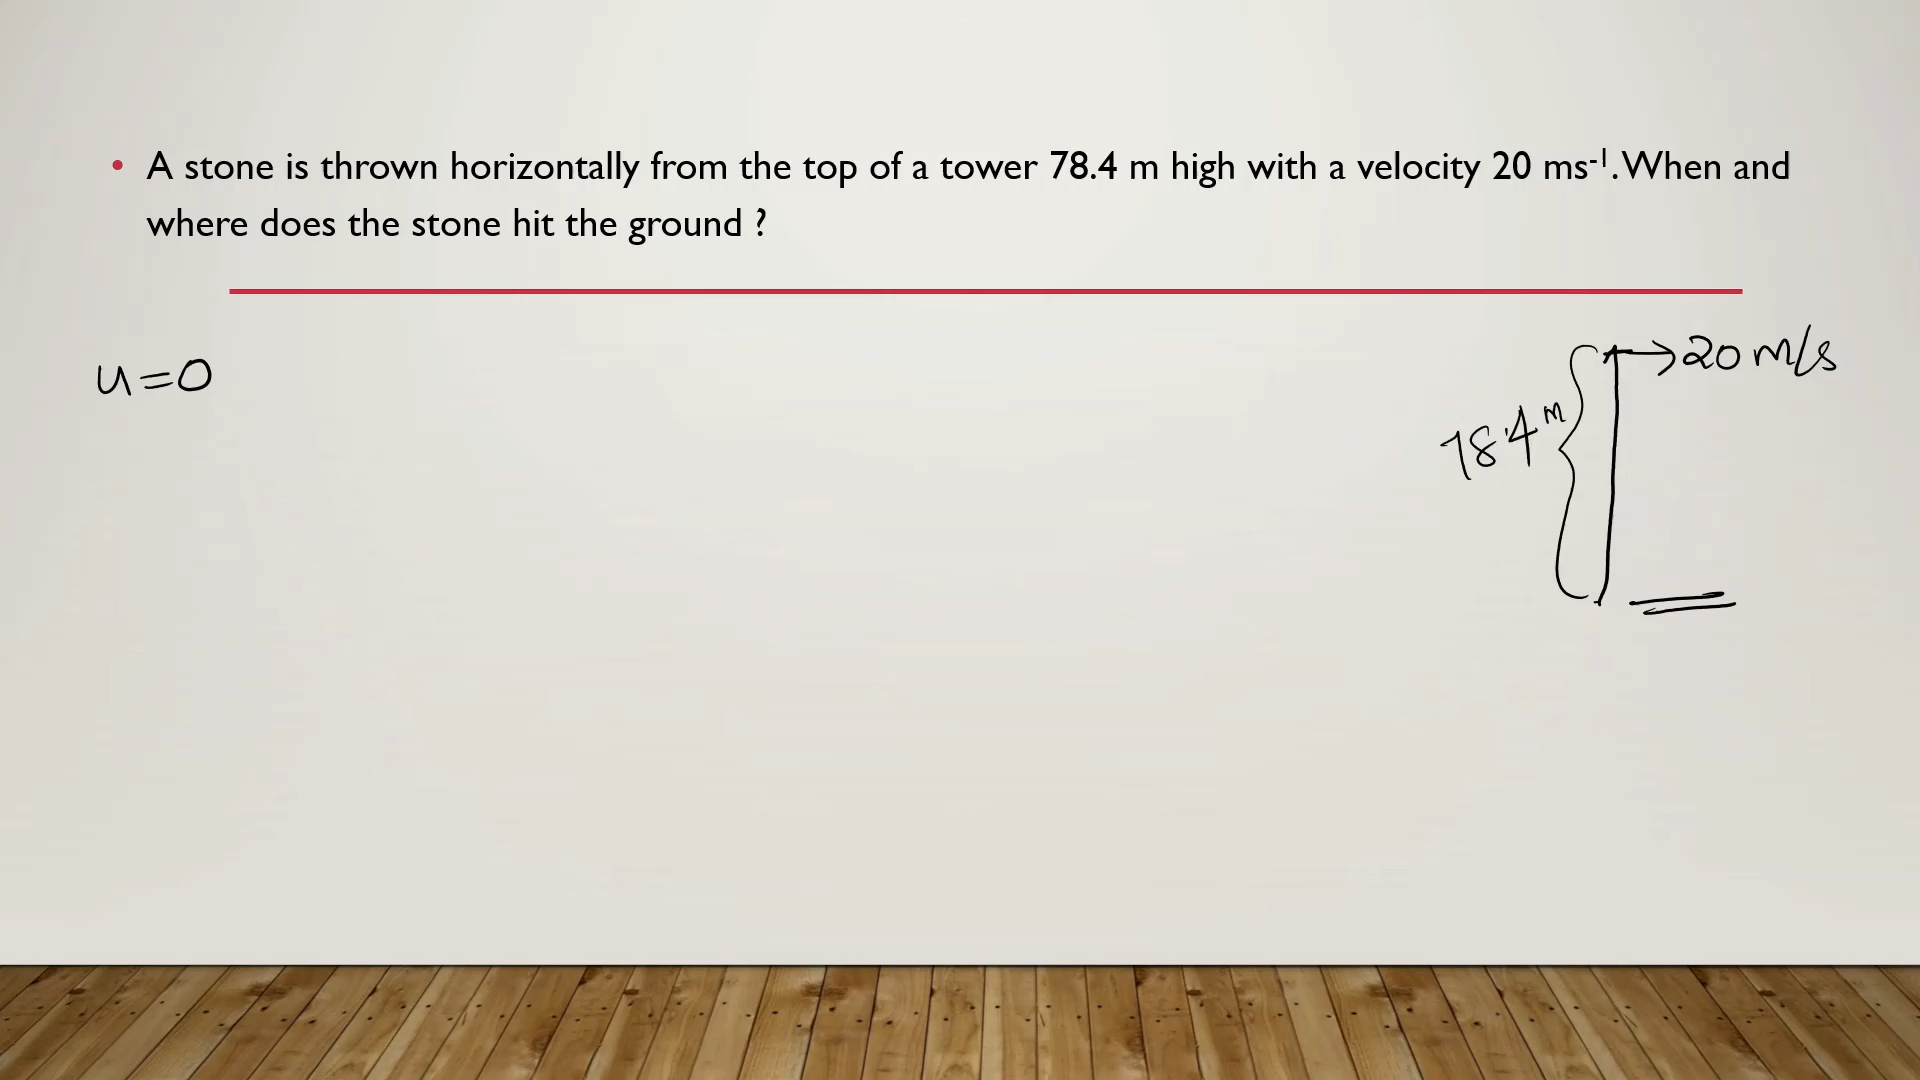 • A stone is thrown horizontally from the top of a tower 78.4 m high with a velocity 20 ms⁻¹. When and
where does the stone hit the ground ?
u=0
20 m/s
78.4 m